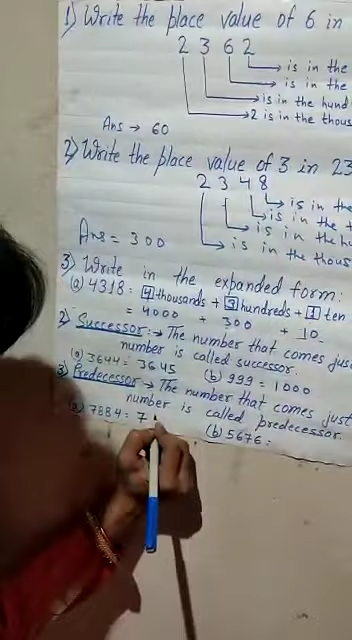 1) Write the place value of 6 in
2 3 6 2
is in the
is in the
is in the hund
2 is in the thous
Ans → 60
2) Write the place value of 3 in 23
2 3 4 8
is in the
is in the t
is in the h
is in the thous
Ans = 300
3) Write in the expanded form:
(a) 4318: 4 thousands + 3 hundreds + 1 ten
= 4000 + 300 + 10
2) Successor:→ The number that comes just
number is called successor.
(a) 3644= 3645 (b) 999 = 1000
3) Predecessor → The number that comes just
number is called predecessor.
(a) 7884: 7 (b) 5676: